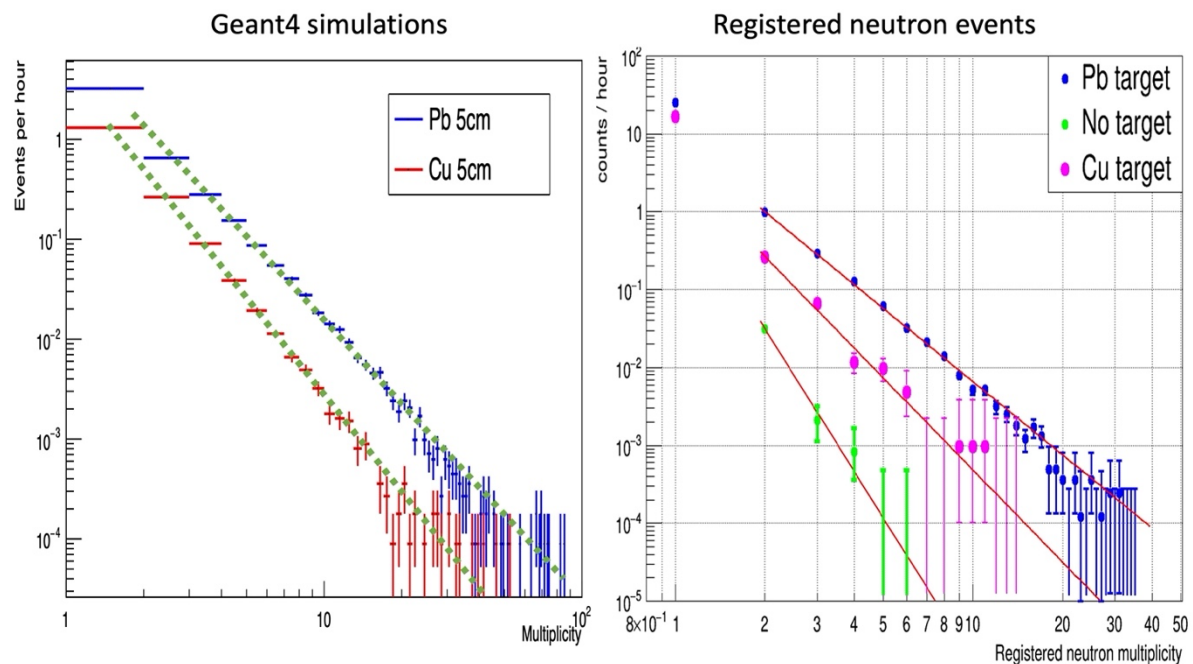 Geant4 simulations
Events per hour
1
10⁻¹
10⁻²
10⁻³
10⁻⁴
Pb 5cm
Cu 5cm
1
10
10²
Multiplicity
Registered neutron events
counts / hour
10²
10
1
10⁻¹
10⁻²
10⁻³
10⁻⁴
10⁻⁵
Pb target
No target
Cu target
8×10⁻¹ 1 2 3 4 5 6 7 8 910 20 30 40 50
Registered neutron multiplicity